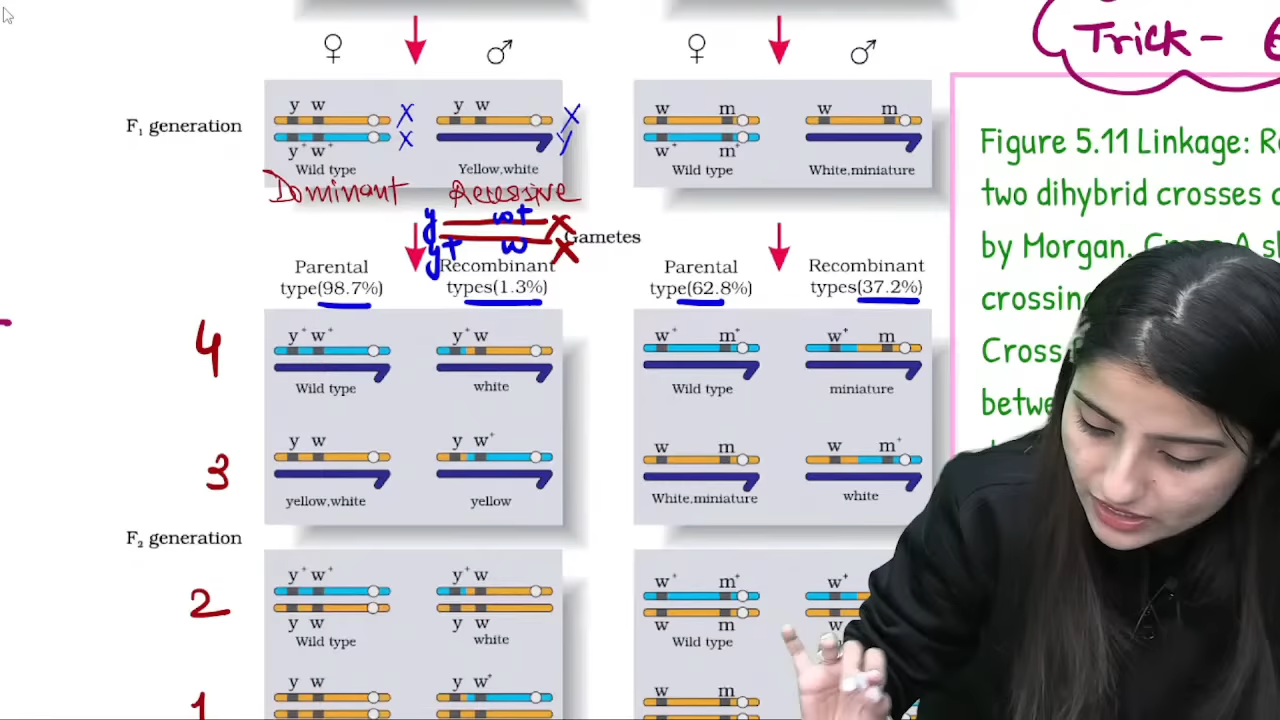 Trick-
♀ ♂ ♀ ♂
F₁ generation
y w
y⁺ w⁺
Wild type
X
X
y w
Yellow,white
X
y
w m
w⁺ m⁺
Wild type
w m
White,miniature
Dominant Recessive
y w+ X
y+ w X
Gametes
Parental
type(98.7%)
Recombinant
types(1.3%)
Parental
type(62.8%)
Recombinant
types(37.2%)
4
y⁺ w⁺
Wild type
y⁺ w
white
w⁺ m⁺
Wild type
w⁺ m
miniature
3
y w
yellow,white
y w⁺
yellow
w m
White,miniature
w m⁺
white
F₂ generation
2
y⁺ w⁺
y w
Wild type
y⁺ w
y w
white
w⁺ m⁺
w m
Wild type
w⁺
w
1
y w
y w⁺
w m
Figure 5.11 Linkage:
two dihybrid crosses
by Morgan. Cross A
Cross